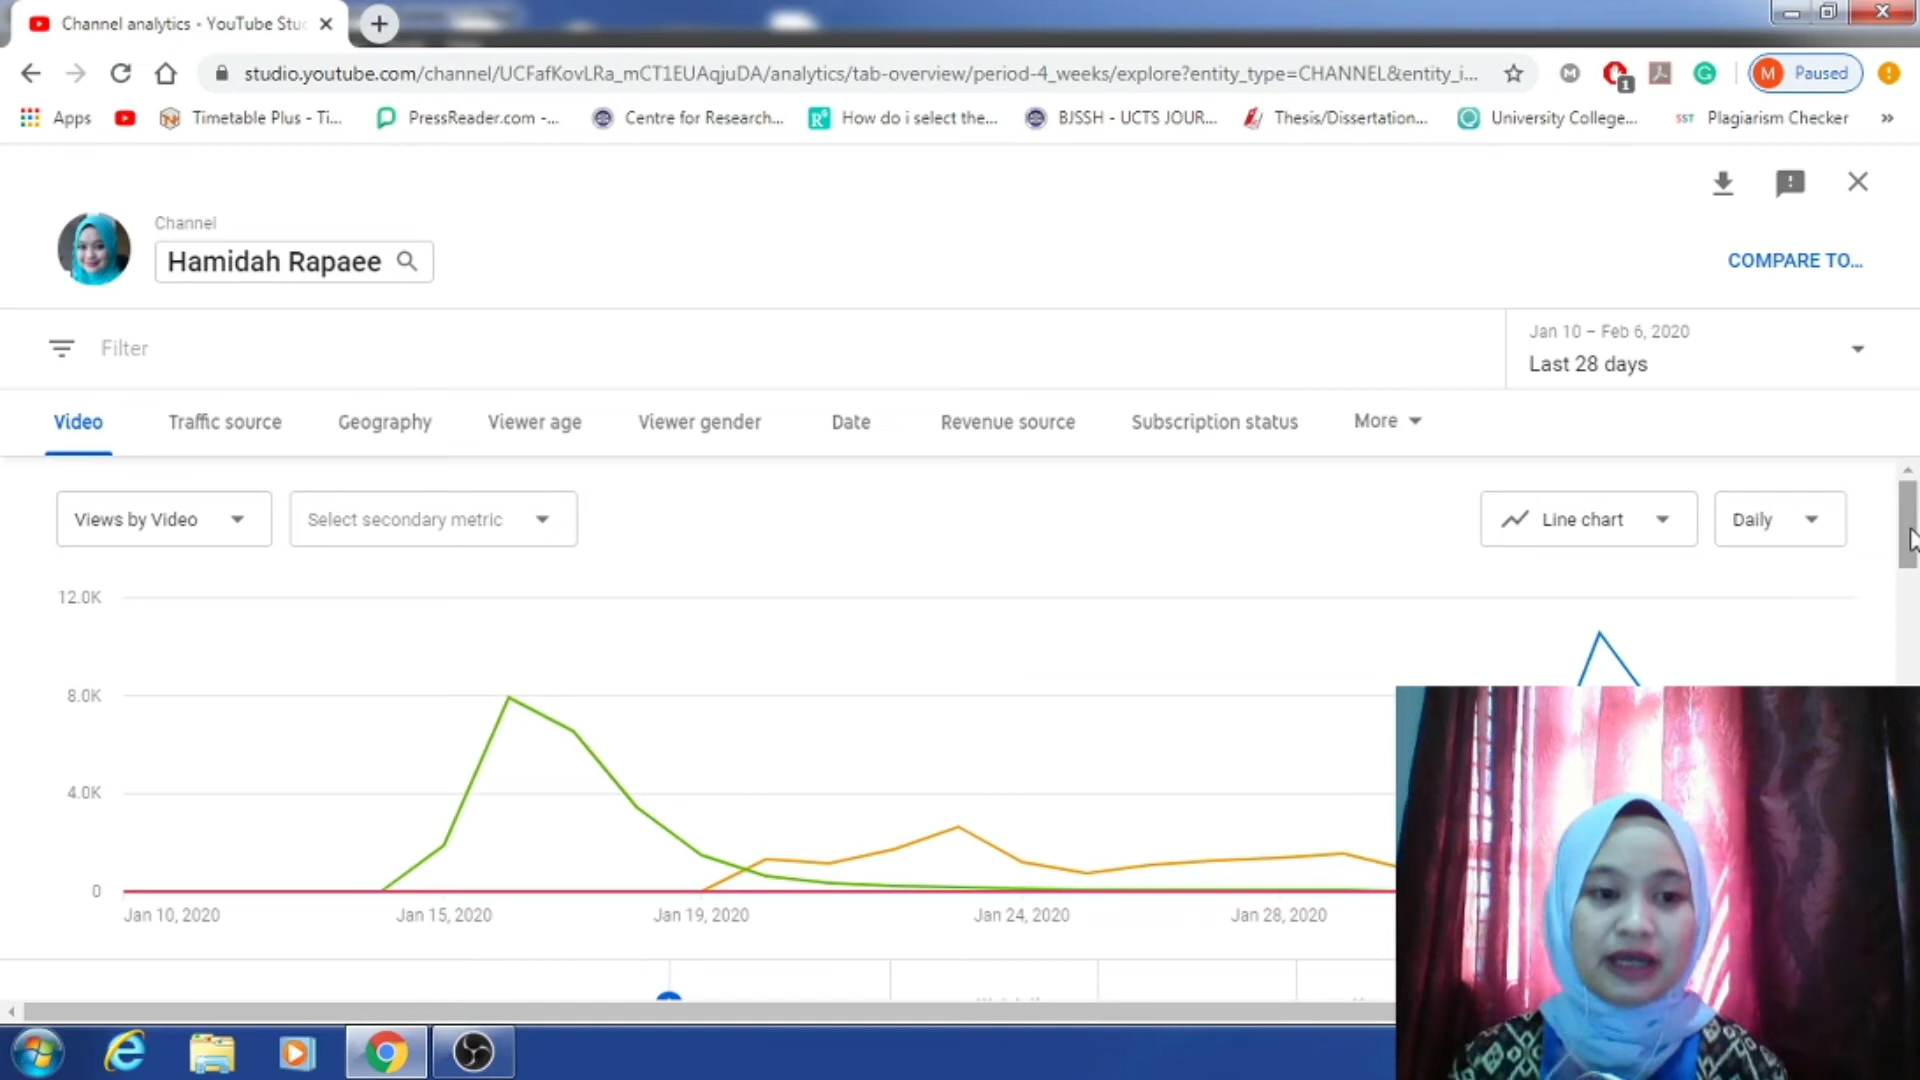 Channel analytics - YouTube Stuc
studio.youtube.com/channel/UCFafKovLRa_mCT1EUAqjuDA/analytics/tab-overview/period-4_weeks/explore?entity_type=CHANNEL&entity_i...
M Paused
Apps
Timetable Plus - Ti...
PressReader.com -...
Centre for Research...
How do i select the...
BJSSH - UCTS JOUR...
Thesis/Dissertation...
University College...
SST Plagiarism Checker
Channel
Hamidah Rapaee
COMPARE TO...
Filter
Jan 10 – Feb 6, 2020
Last 28 days
Video Traffic source Geography Viewer age Viewer gender Date Revenue source Subscription status More
Views by Video Select secondary metric Line chart Daily
12.0K
8.0K
4.0K
0
Jan 10, 2020 Jan 15, 2020 Jan 19, 2020 Jan 24, 2020 Jan 28, 2020